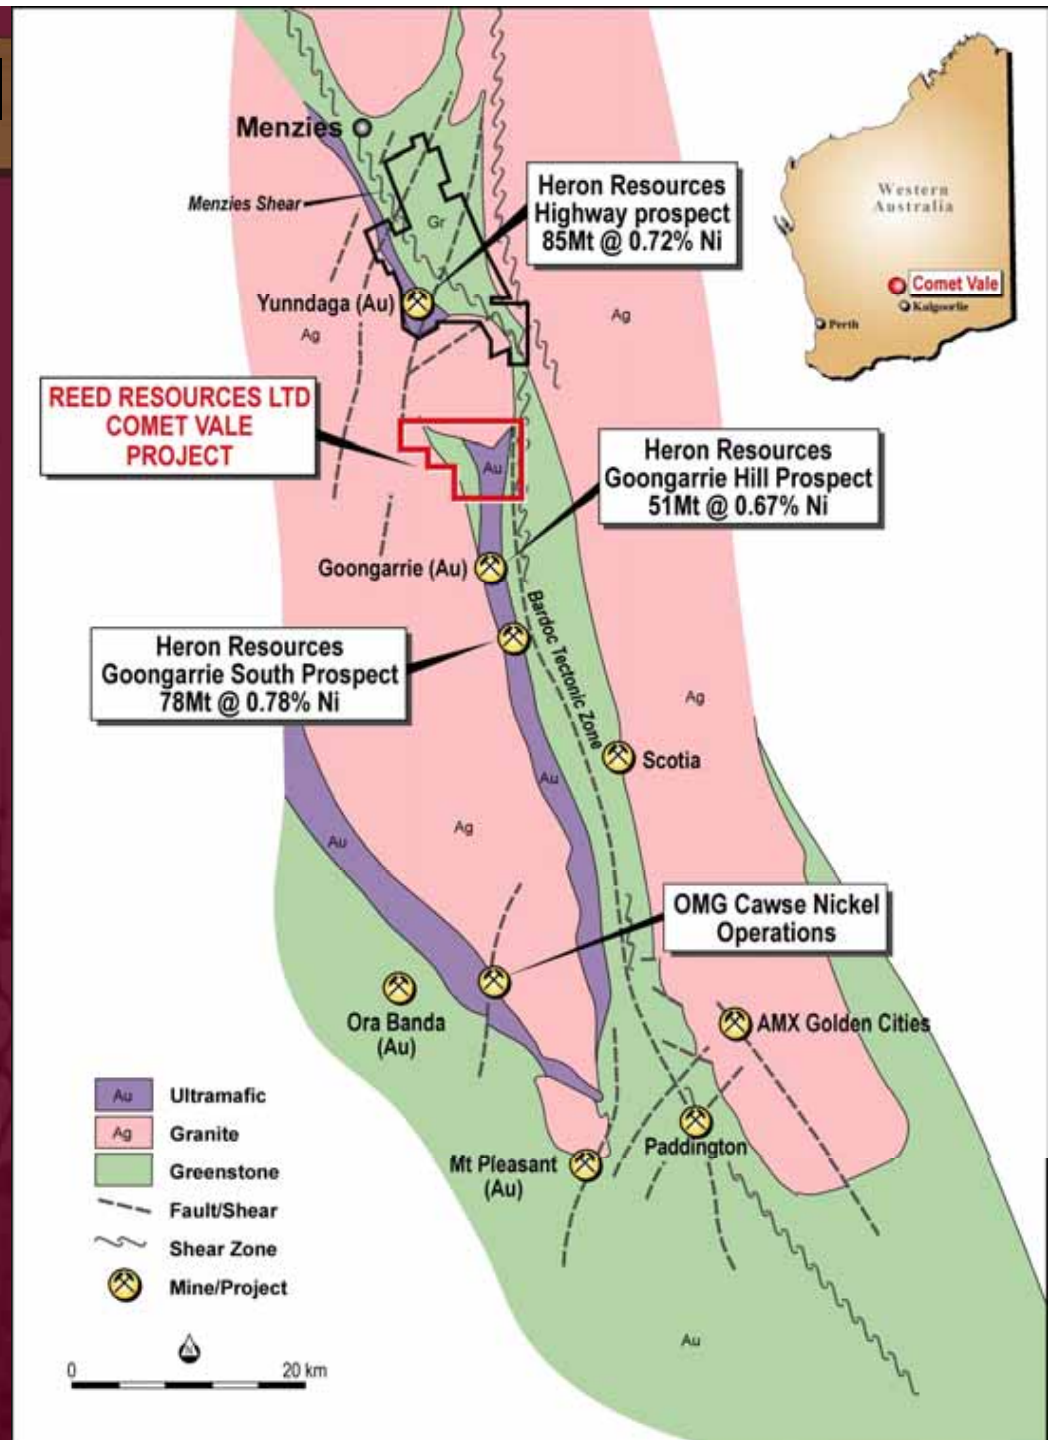 Menzies
Menzies Shear
Heron Resources
Highway prospect
85Mt @ 0.72% Ni
Western
Australia
Comet Vale
Kalgoorlie
Perth
Gr
Yunndaga (Au)
Ag
Ag
REED RESOURCES LTD
COMET VALE
PROJECT
Au
Heron Resources
Goongarrie Hill Prospect
51Mt @ 0.67% Ni
Goongarrie (Au)
Bardoc Tectonic Zone
Heron Resources
Goongarrie South Prospect
78Mt @ 0.78% Ni
Ag
Scotia
Au
Ag
Au
OMG Cawse Nickel
Operations
Ora Banda
(Au)
AMX Golden Cities
Paddington
Mt Pleasant
(Au)
Au
Au Ultramafic
Ag Granite
Greenstone
Fault/Shear
Shear Zone
Mine/Project
N
0 20 km